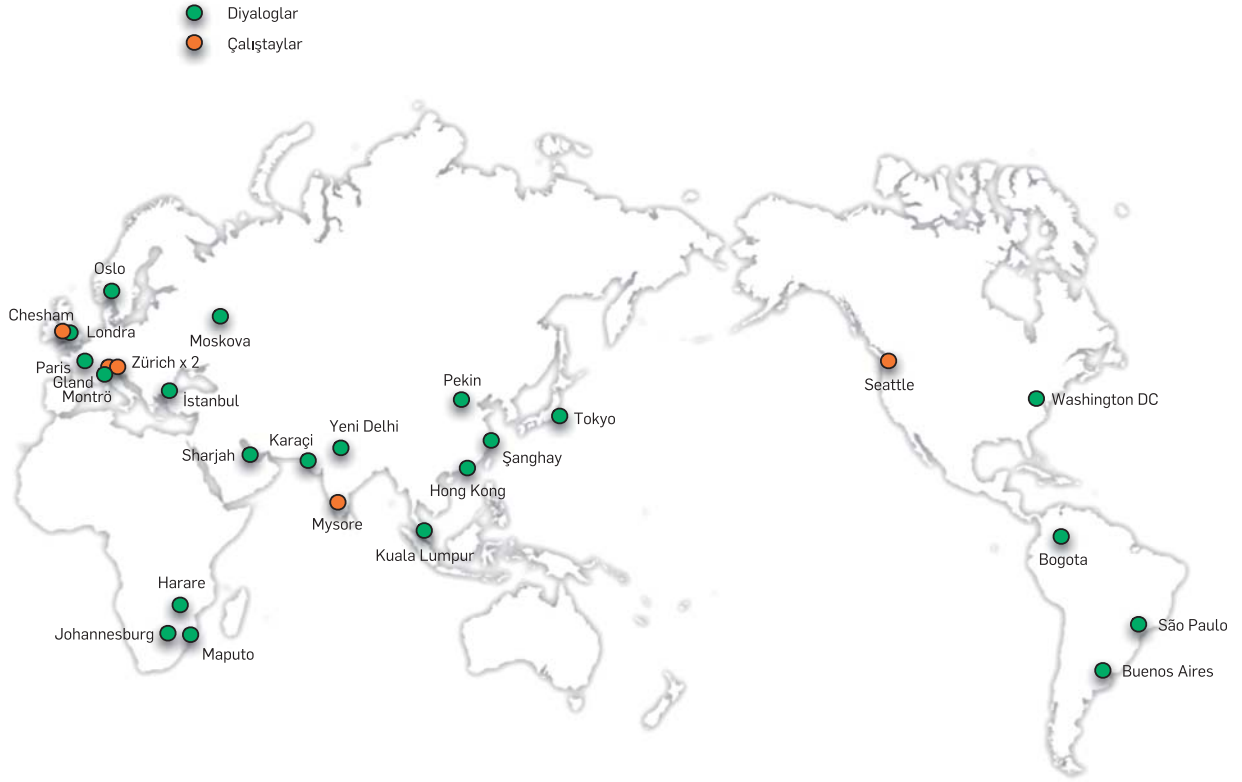 Diyaloglar
Çalıştaylar
Oslo
Chesham
Londra
Moskova
Paris
Zürich x 2
Gland
Montrö
İstanbul
Seattle
Washington DC
Pekin
Tokyo
Karaçi
Yeni Delhi
Sharjah
Şanghay
Hong Kong
Mysore
Kuala Lumpur
Bogota
Harare
Johannesburg
Maputo
São Paulo
Buenos Aires